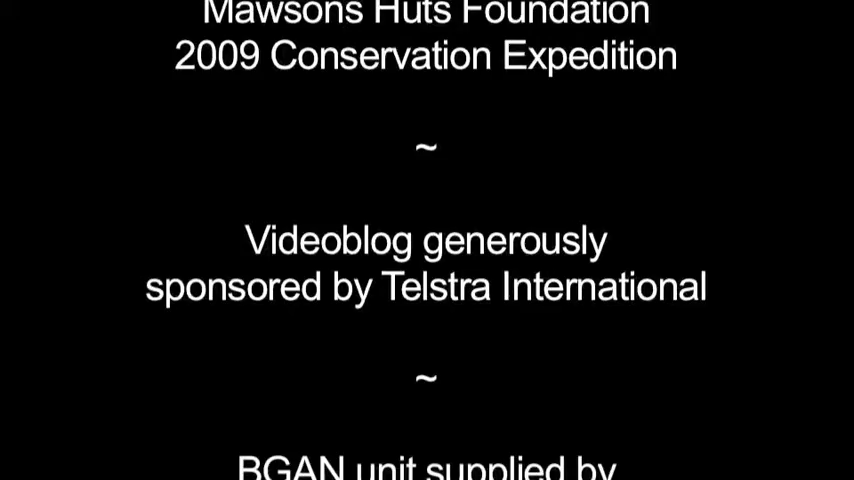 Mawsons Huts Foundation
2009 Conservation Expedition
~
Videoblog generously
sponsored by Telstra International
~
BGAN unit supplied by